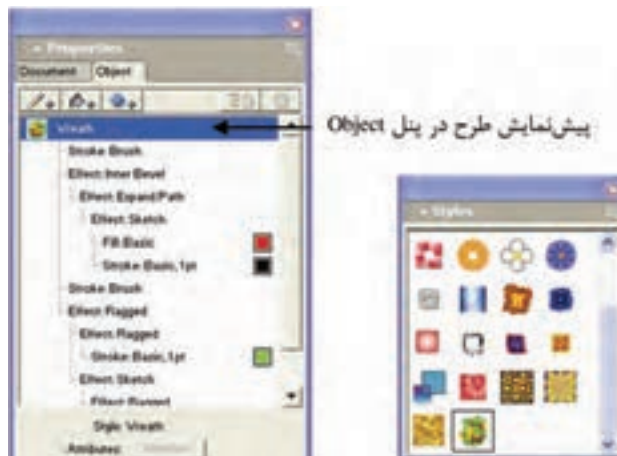 Properties
Document Object
Wreath
Stroke: Brush
Effect: Inner Bevel
Effect: Expand Path
Effect: Sketch
Fill: Basic
Stroke: Basic, 1pt
Stroke: Brush
Effect: Ragged
Effect: Ragged
Stroke: Basic, 1pt
Effect: Sketch
Effect: Ragged
Style: Wreath
Attributes:
پیش‌نمایش طرح در پنل Object
Styles